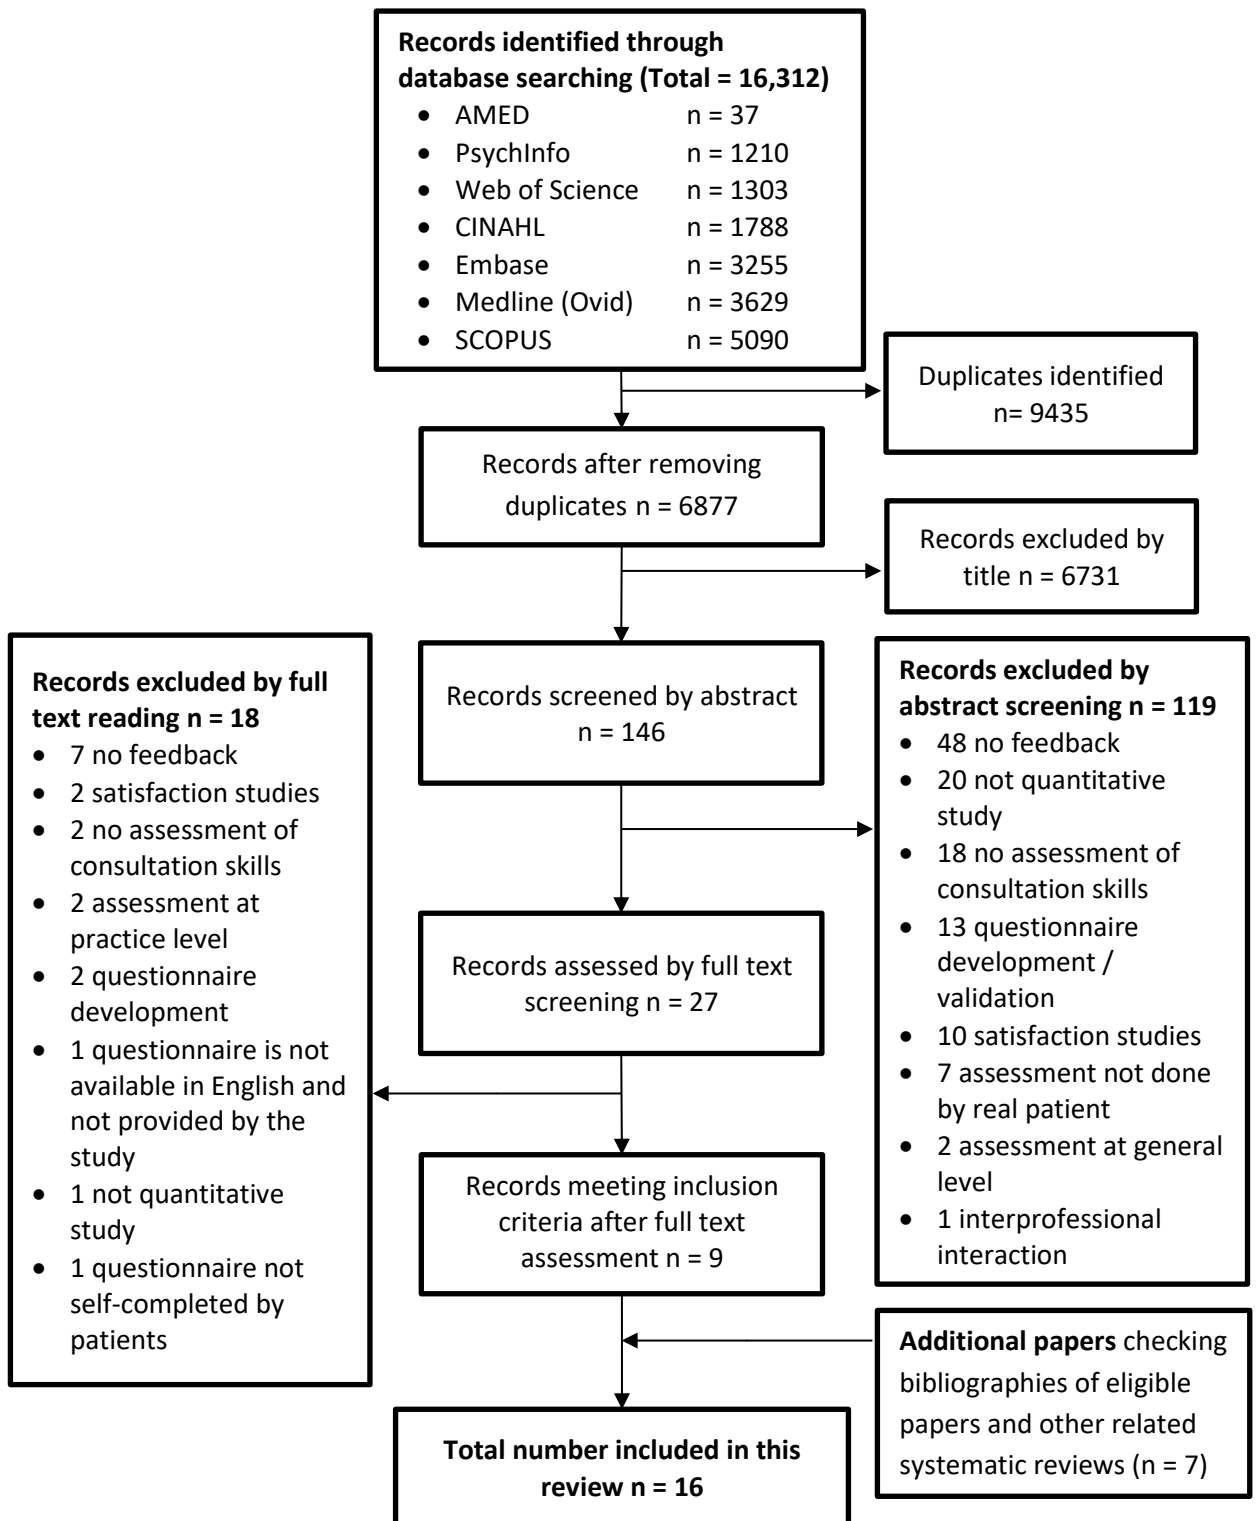 Records identified through
database searching (Total = 16,312)
• AMED n = 37
• PsychInfo n = 1210
• Web of Science n = 1303
• CINAHL n = 1788
• Embase n = 3255
• Medline (Ovid) n = 3629
• SCOPUS n = 5090
Duplicates identified
n= 9435
Records after removing
duplicates n = 6877
Records excluded by
title n = 6731
Records screened by abstract
n = 146
Records excluded by
abstract screening n = 119
• 48 no feedback
• 20 not quantitative
study
• 18 no assessment of
consultation skills
• 13 questionnaire
development /
validation
• 10 satisfaction studies
• 7 assessment not done
by real patient
• 2 assessment at general
level
• 1 interprofessional
interaction
Records assessed by full text
screening n = 27
Records excluded by full
text reading n = 18
• 7 no feedback
• 2 satisfaction studies
• 2 no assessment of
consultation skills
• 2 assessment at
practice level
• 2 questionnaire
development
• 1 questionnaire is not
available in English and
not provided by the
study
• 1 not quantitative
study
• 1 questionnaire not
self-completed by
patients
Records meeting inclusion
criteria after full text
assessment n = 9
Additional papers checking
bibliographies of eligible
papers and other related
systematic reviews (n = 7)
Total number included in this
review n = 16